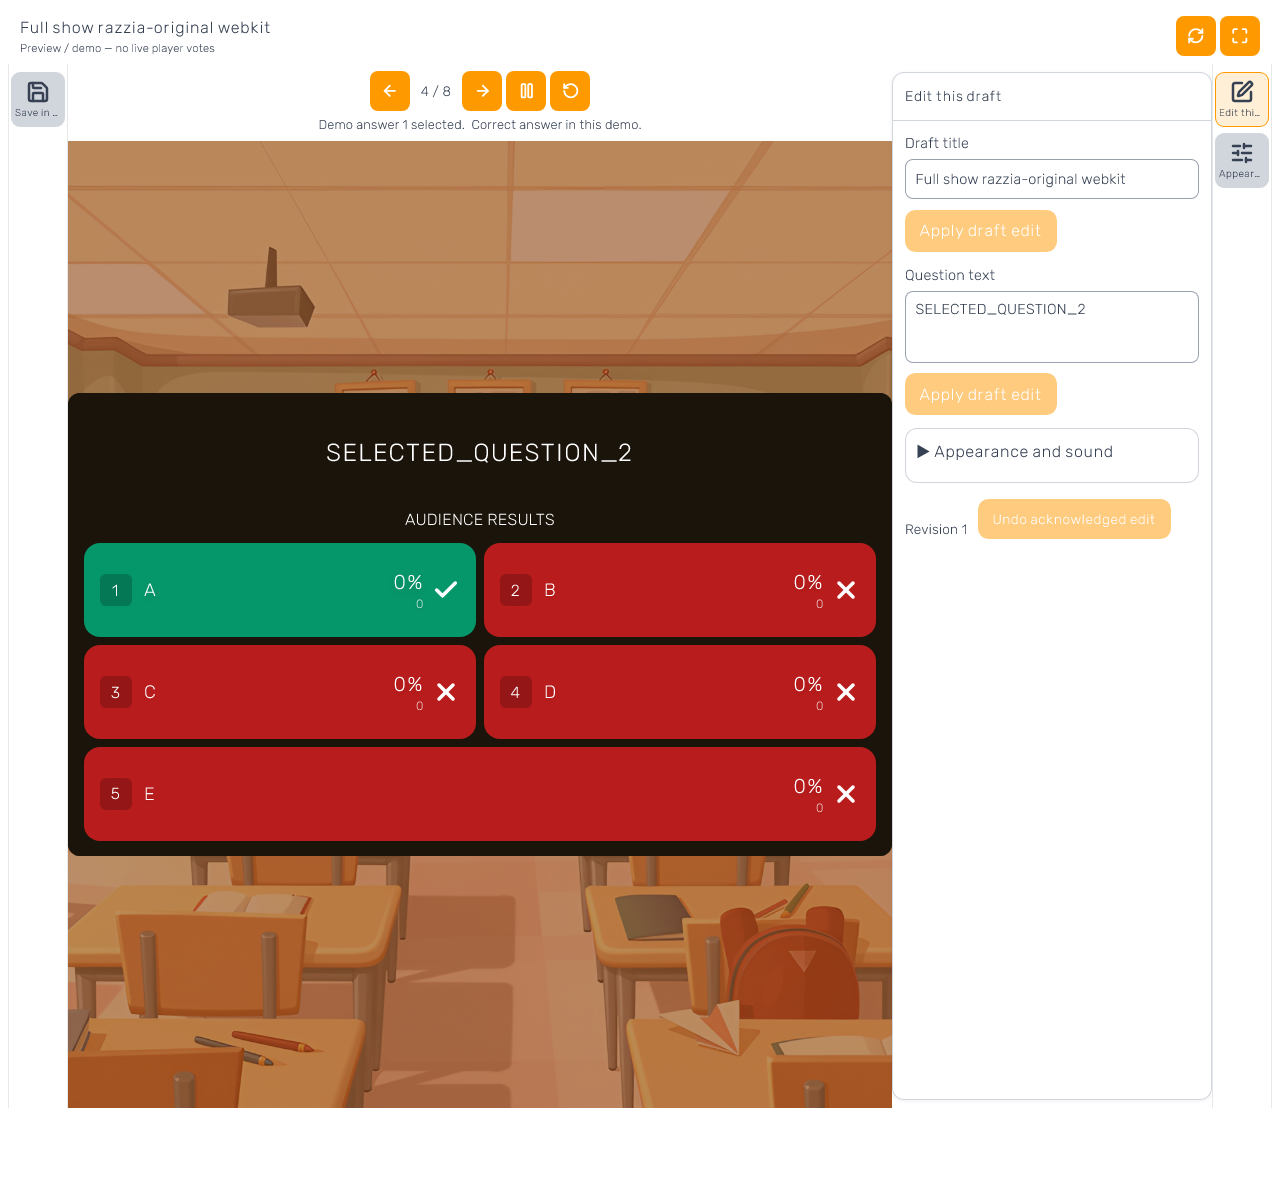 Full show razzia-original webkit
Preview / demo — no live player votes
Save in ...
4 / 8
Demo answer 1 selected. Correct answer in this demo.
SELECTED_QUESTION_2
AUDIENCE RESULTS
1 A 0% 0
2 B 0% 0
3 C 0% 0
4 D 0% 0
5 E 0% 0
Edit this draft
Draft title
Full show razzia-original webkit
Apply draft edit
Question text
SELECTED_QUESTION_2
Apply draft edit
Appearance and sound
Revision 1
Undo acknowledged edit
Edit thi...
Appear...